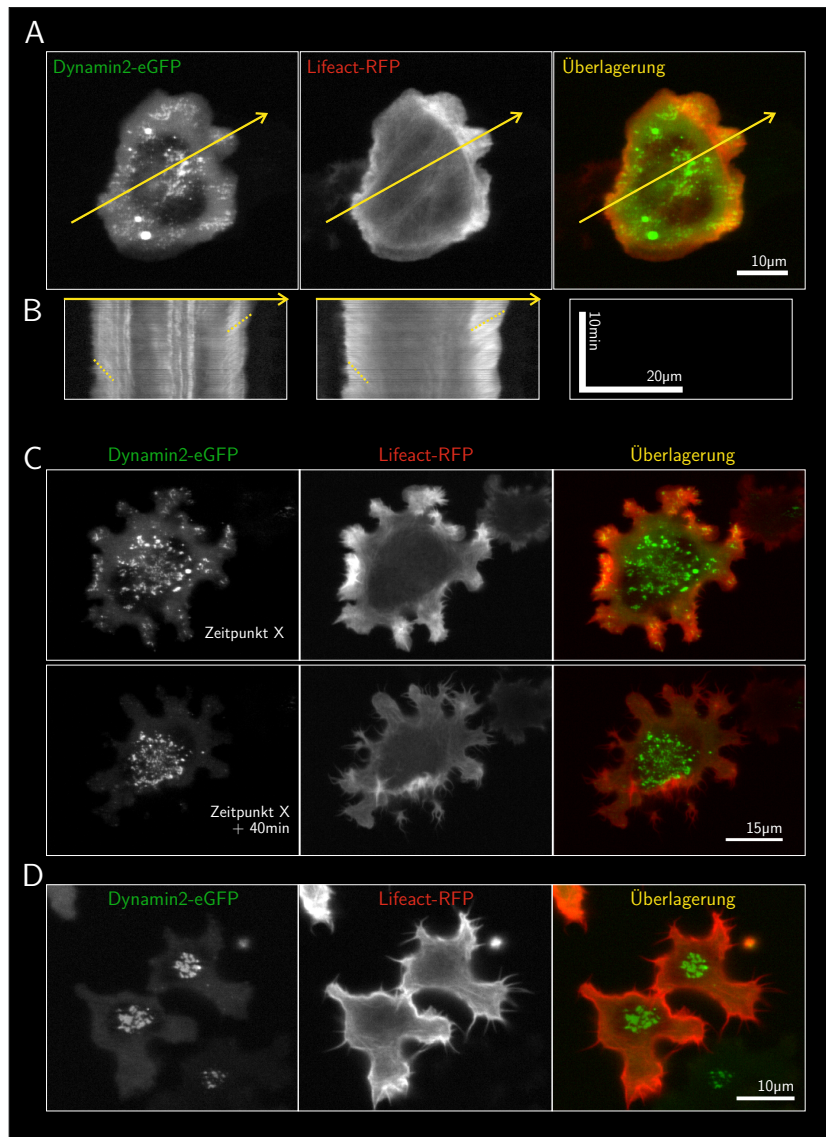 A
Dynamin2-eGFP
Lifeact-RFP
Überlagerung
10µm
B
10min
20µm
C
Dynamin2-eGFP
Lifeact-RFP
Überlagerung
Zeitpunkt X
Zeitpunkt X
+ 40min
15µm
D
Dynamin2-eGFP
Lifeact-RFP
Überlagerung
10µm